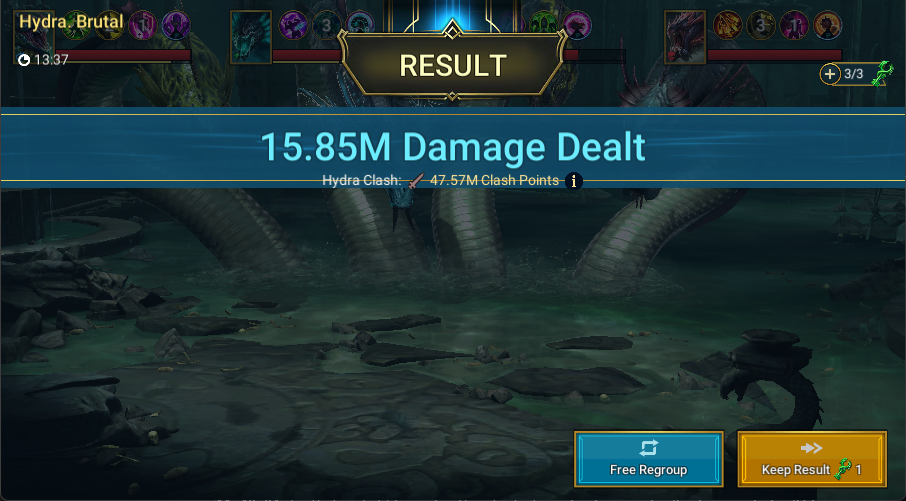 Hydra. Brutal
13:37
3
3
RESULT
3/3
15.85M Damage Dealt
Hydra Clash: 47.57M Clash Points i
Free Regroup
Keep Result 1